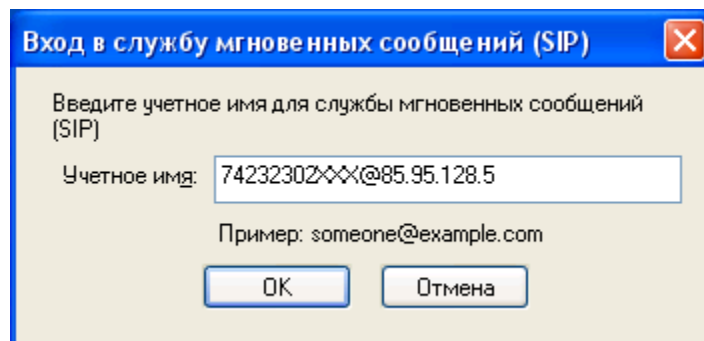 Вход в службу мгновенных сообщений (SIP)
Введите учетное имя для службы мгновенных сообщений
(SIP)
Учетное имя: 74232302XXX@85.95.128.5
Пример: someone@example.com
OK Отмена